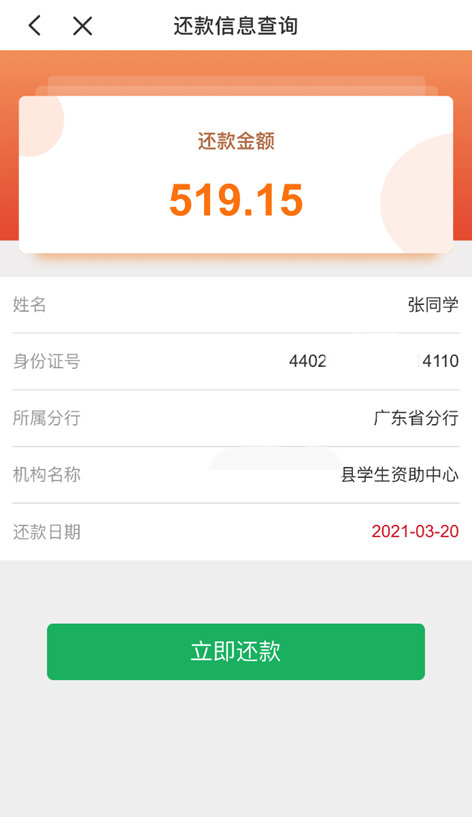 还款信息查询
还款金额
519.15
姓名 张同学
身份证号 4402 4110
所属分行 广东省分行
机构名称 县学生资助中心
还款日期 2021-03-20
立即还款